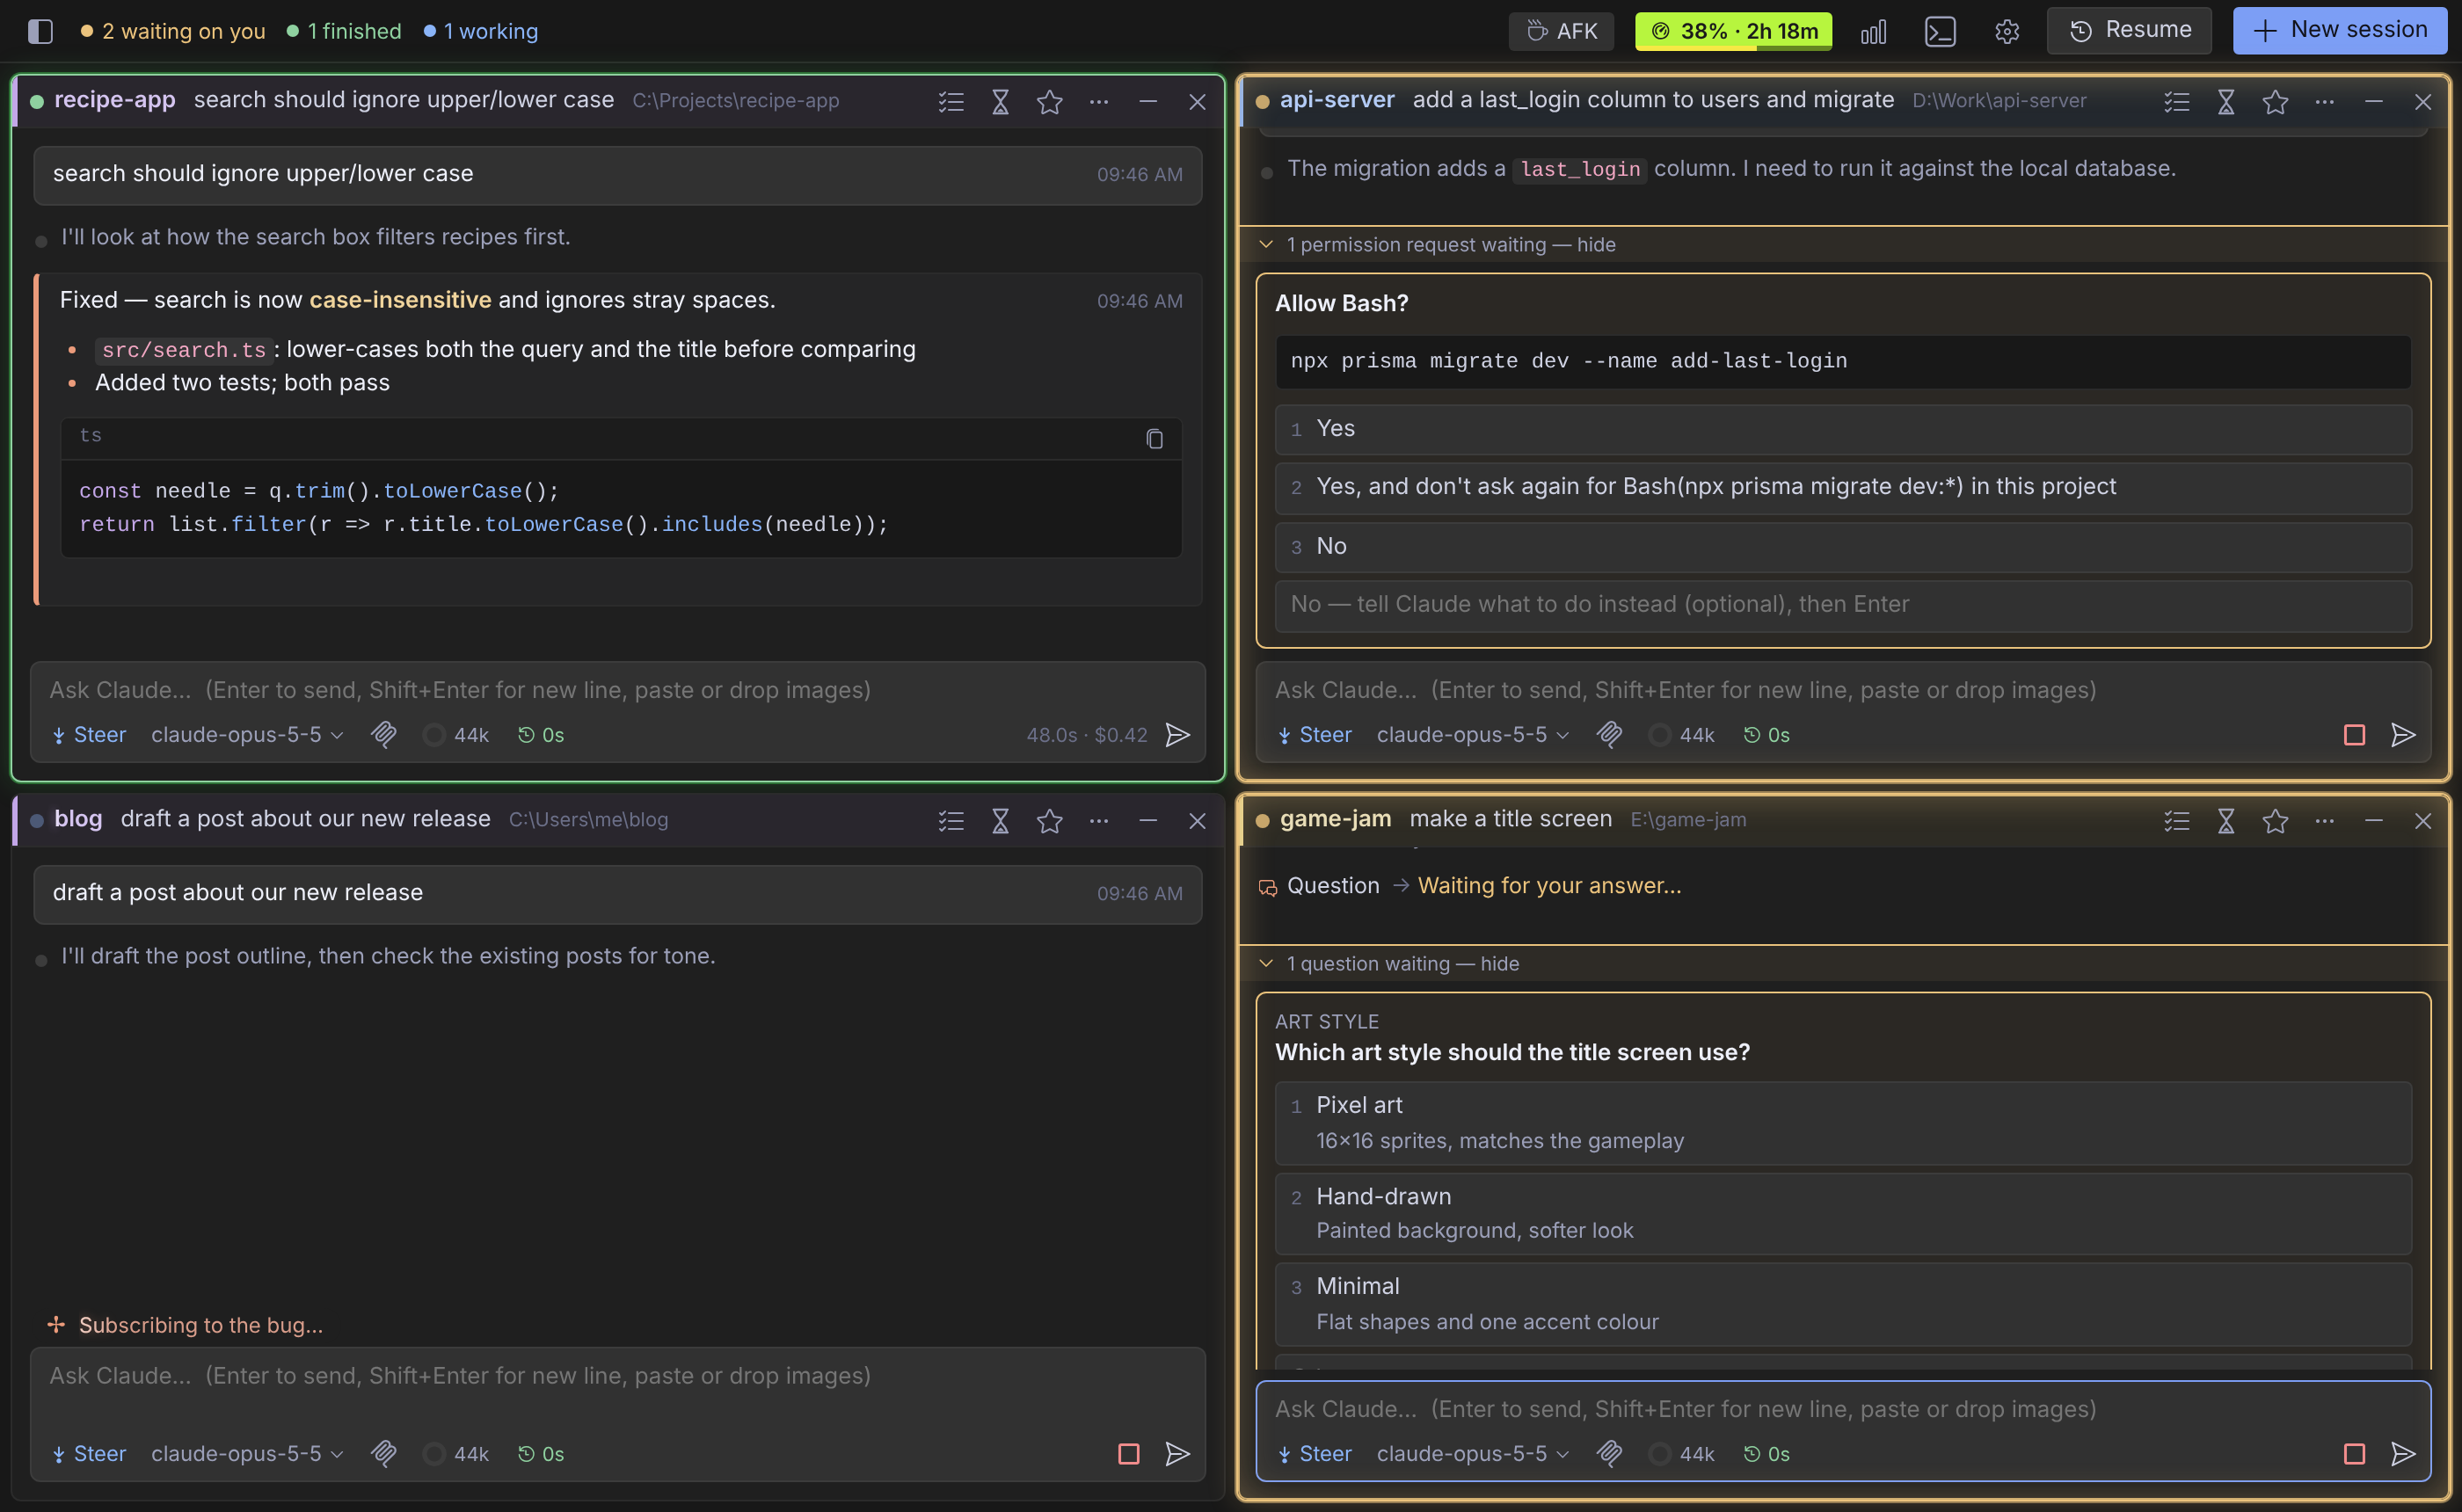 2 waiting on you 1 finished 1 working
AFK 38% · 2h 18m Resume New session
recipe-app search should ignore upper/lower case C:\Projects\recipe-app
search should ignore upper/lower case 09:46 AM
I'll look at how the search box filters recipes first.
Fixed — search is now case-insensitive and ignores stray spaces. 09:46 AM
• src/search.ts: lower-cases both the query and the title before comparing
• Added two tests; both pass
ts
const needle = q.trim().toLowerCase();
return list.filter(r => r.title.toLowerCase().includes(needle));
Ask Claude... (Enter to send, Shift+Enter for new line, paste or drop images)
Steer claude-opus-5-5 44k 0s 48.0s · $0.42
api-server add a last_login column to users and migrate D:\Work\api-server
The migration adds a last_login column. I need to run it against the local database.
1 permission request waiting — hide
Allow Bash?
npx prisma migrate dev --name add-last-login
1 Yes
2 Yes, and don't ask again for Bash(npx prisma migrate dev:*) in this project
3 No
No — tell Claude what to do instead (optional), then Enter
Ask Claude... (Enter to send, Shift+Enter for new line, paste or drop images)
Steer claude-opus-5-5 44k 0s
blog draft a post about our new release C:\Users\me\blog
draft a post about our new release 09:46 AM
I'll draft the post outline, then check the existing posts for tone.
Subscribing to the bug...
Ask Claude... (Enter to send, Shift+Enter for new line, paste or drop images)
Steer claude-opus-5-5 44k 0s
game-jam make a title screen E:\game-jam
Question → Waiting for your answer...
1 question waiting — hide
ART STYLE
Which art style should the title screen use?
1 Pixel art
16×16 sprites, matches the gameplay
2 Hand-drawn
Painted background, softer look
3 Minimal
Flat shapes and one accent colour
Ask Claude... (Enter to send, Shift+Enter for new line, paste or drop images)
Steer claude-opus-5-5 44k 0s